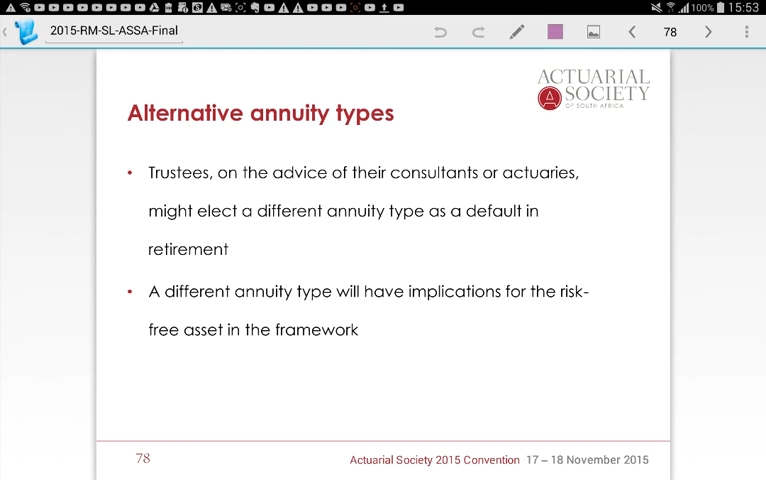 100% 15:53
2015-RM-SL-ASSA-Final
78
ACTUARIAL
SOCIETY
OF SOUTH AFRICA
Alternative annuity types
• Trustees, on the advice of their consultants or actuaries,
might elect a different annuity type as a default in
retirement
• A different annuity type will have implications for the risk-
free asset in the framework
78
Actuarial Society 2015 Convention 17 – 18 November 2015